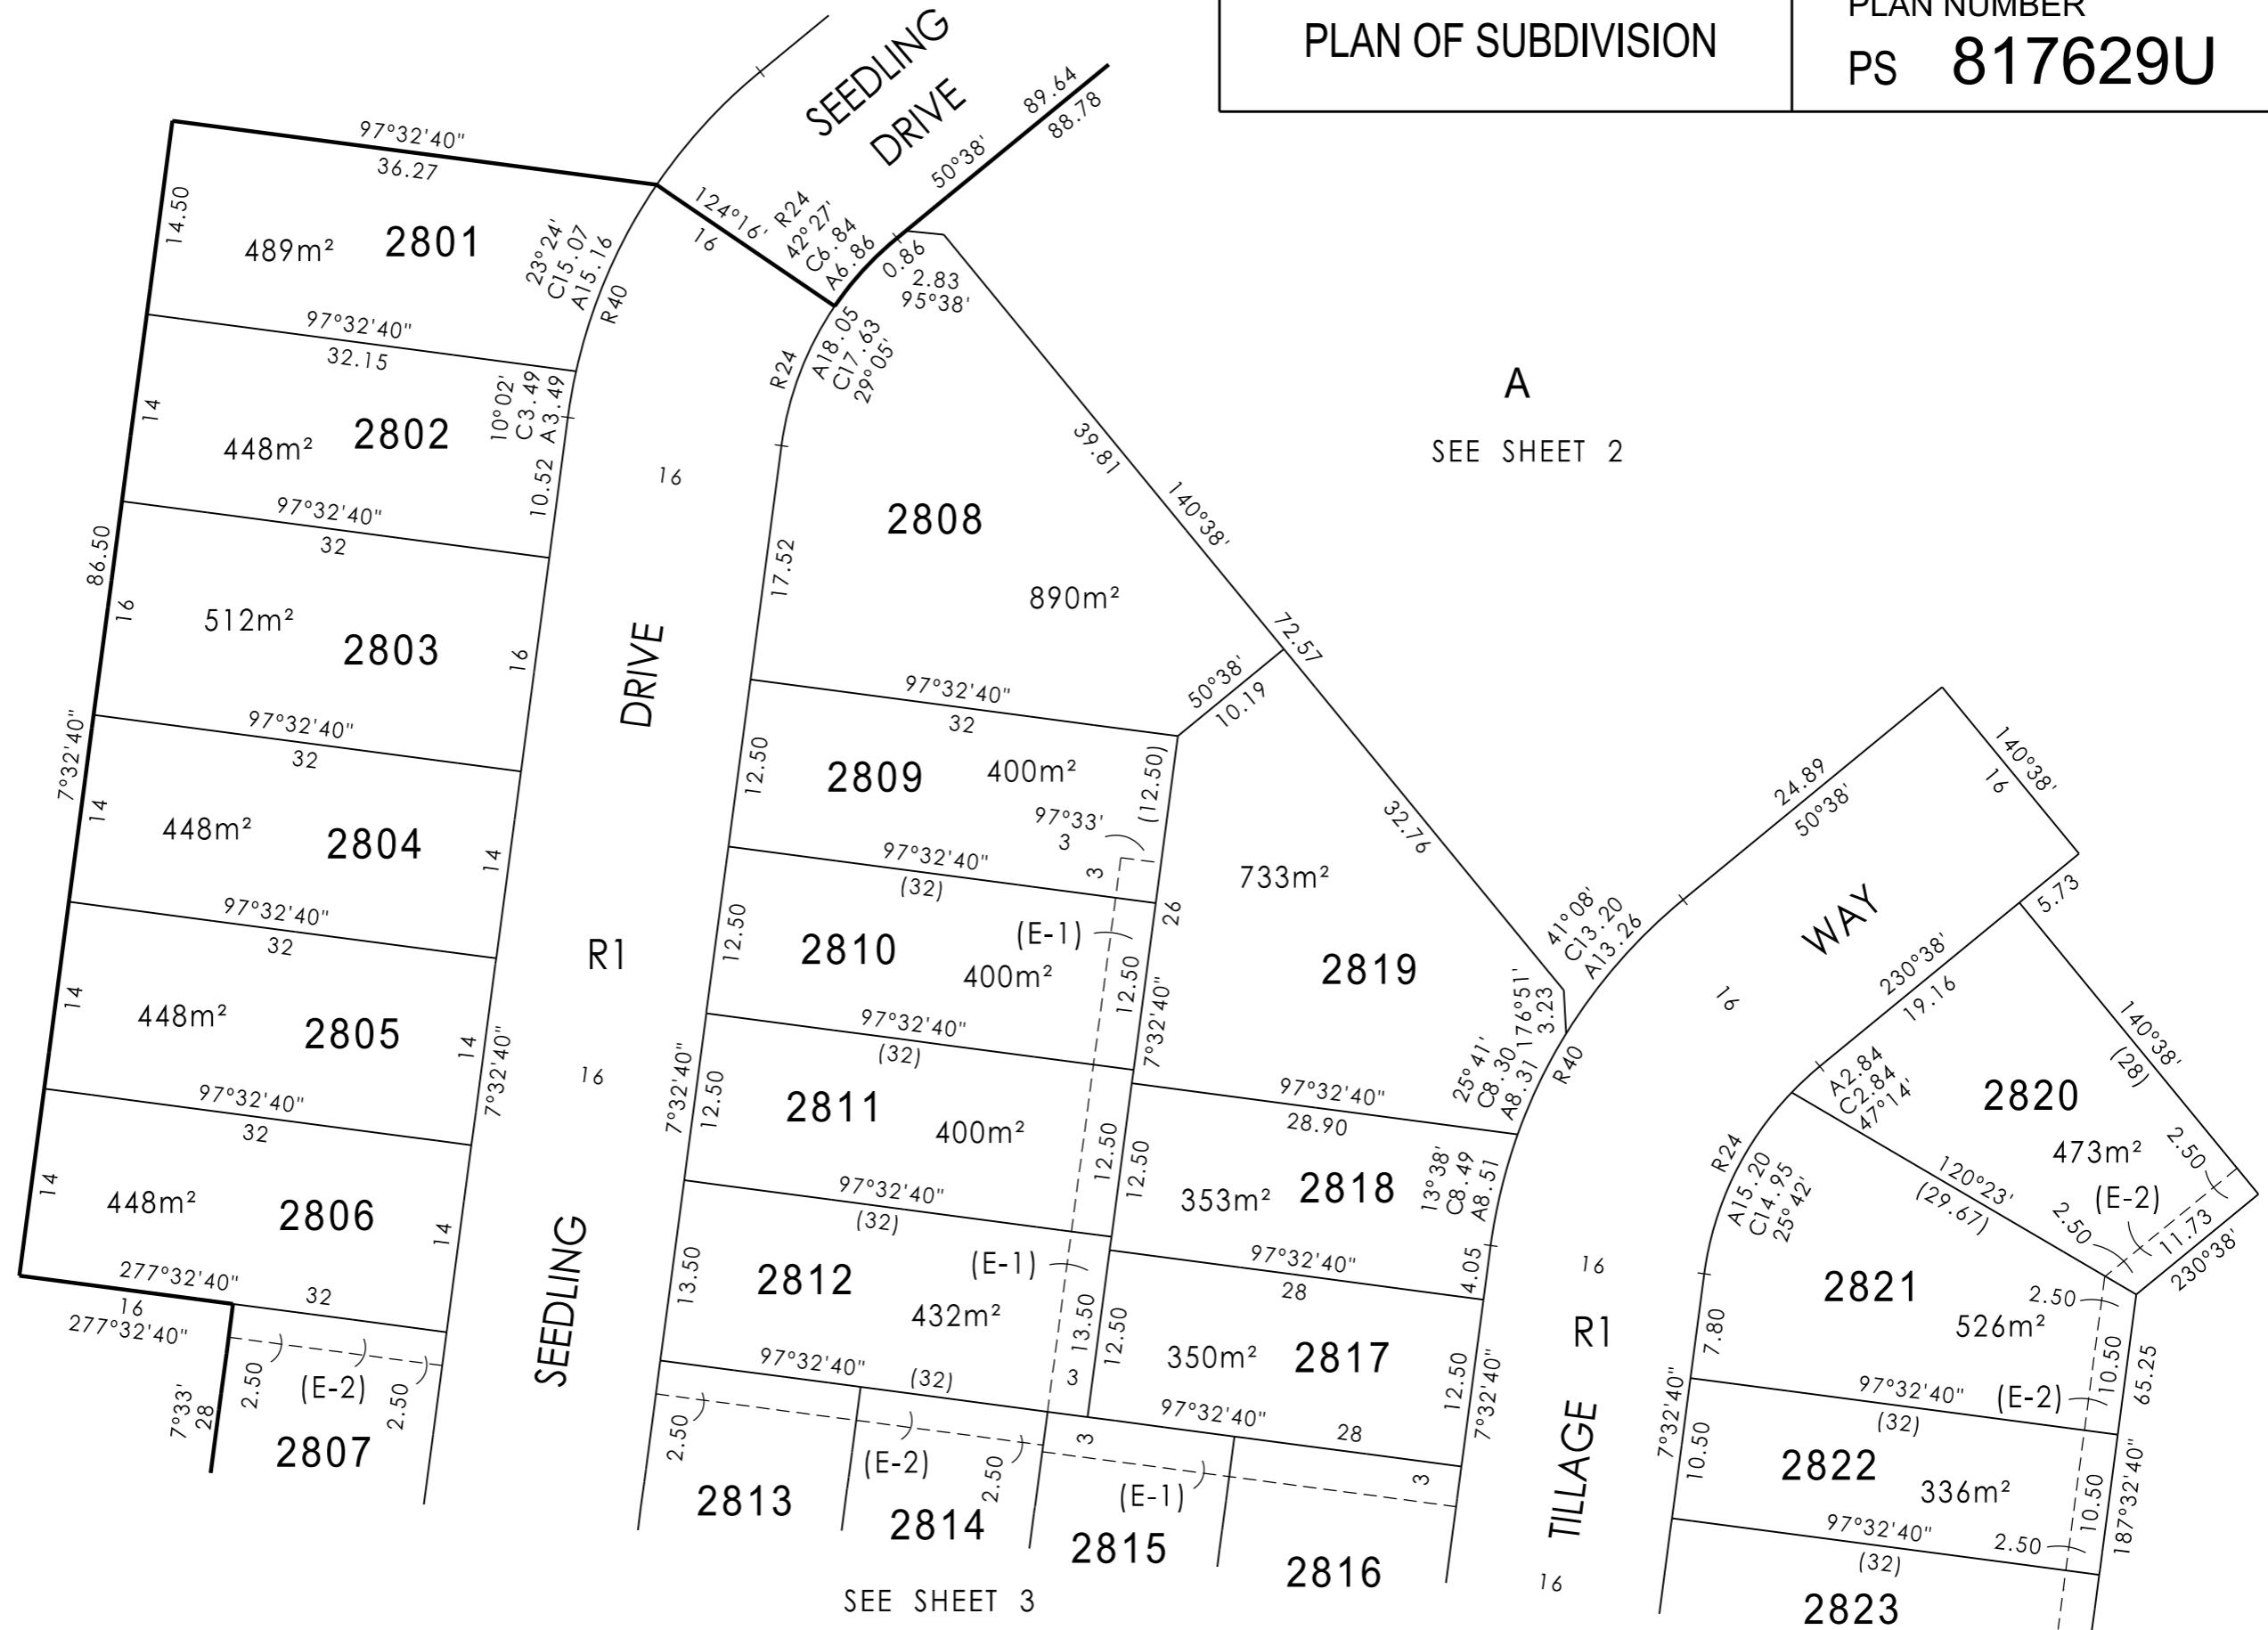 PLAN OF SUBDIVISION
PLAN NUMBER
PS 817629U
SEEDLING
DRIVE
89.64
88.78
50°38'
97°32'40"
36.27
14.50
489m²
2801
23°24'
C15.07
A15.16
R40
124°16'
16
R24
42°27'
C6.84
A6.86
0.86
2.83
95°38'
97°32'40"
32.15
14
448m²
2802
10°02'
C3.49
A3.49
10.52
R24
A18.05
C17.63
29°05'
16
A
SEE SHEET 2
39.81
140°38'
72.57
2808
890m²
17.52
97°32'40"
32
86.50
16
512m²
2803
16
DRIVE
97°32'40"
32
50°38'
10.19
97°32'40"
32
7°32'40"
14
448m²
2804
14
12.50
2809
400m²
(12.50)
97°33'
3
3
97°32'40"
(32)
32.76
733m²
2819
26
24.89
50°38'
140°38'
16
5.73
WAY
41°08'
C13.20
A13.26
97°32'40"
32
14
448m²
2805
14
7°32'40"
R1
16
12.50
2810
(E-1)
400m²
12.50
7°32'40"
97°32'40"
(32)
176°51'
3.23
25°41'
C8.30
A8.31
R40
16
230°38'
19.16
140°38'
(28)
A2.84
C2.84
47°14'
2820
473m²
2.50
(E-2)
11.73
230°38'
2.50
120°23'
(29.67)
97°32'40"
32
14
448m²
2806
14
7°32'40"
12.50
2811
400m²
12.50
97°32'40"
28.90
12.50
353m²
2818
13°38'
C8.49
A8.51
R24
A15.20
C14.95
25°42'
97°32'40"
(32)
277°32'40"
32
16
277°32'40"
SEEDLING
13.50
2812
(E-1)
432m²
13.50
3
97°32'40"
28
4.05
12.50
350m²
2817
12.50
7°32'40"
16
R1
2821
2.50
526m²
7.80
10.50
65.25
97°32'40"
(32)
(E-2)
7°33'
28
2.50
(E-2)
2.50
2807
97°32'40"
(32)
97°32'40"
28
3
3
2.50
(E-2)
2.50
(E-1)
2813
2814
2815
2816
TILLAGE
16
7°32'40"
10.50
2822
336m²
10.50
187°32'40"
97°32'40"
(32)
2.50
2823
SEE SHEET 3